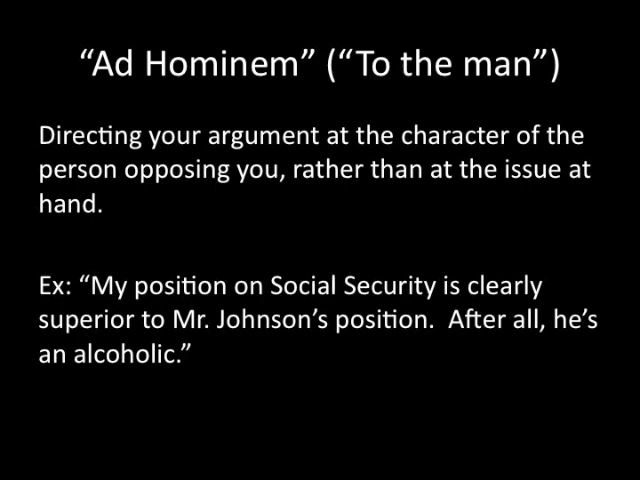 “Ad Hominem” (“To the man”)
Directing your argument at the character of the
person opposing you, rather than at the issue at
hand.
Ex: “My position on Social Security is clearly
superior to Mr. Johnson’s position.  After all, he’s
an alcoholic.”